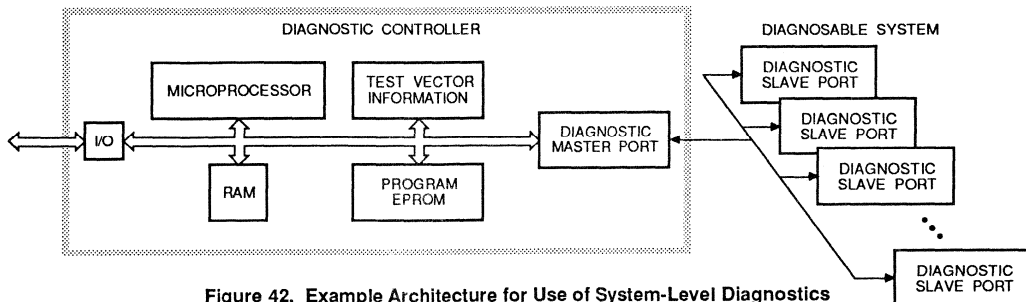 DIAGNOSTIC CONTROLLER
DIAGNOSABLE SYSTEM
MICROPROCESSOR
TEST VECTOR
INFORMATION
I/O
RAM
PROGRAM
EPROM
DIAGNOSTIC
MASTER PORT
DIAGNOSTIC
SLAVE PORT
DIAGNOSTIC
SLAVE PORT
DIAGNOSTIC
SLAVE PORT
DIAGNOSTIC
SLAVE PORT
Figure 42. Example Architecture for Use of System-Level Diagnostics